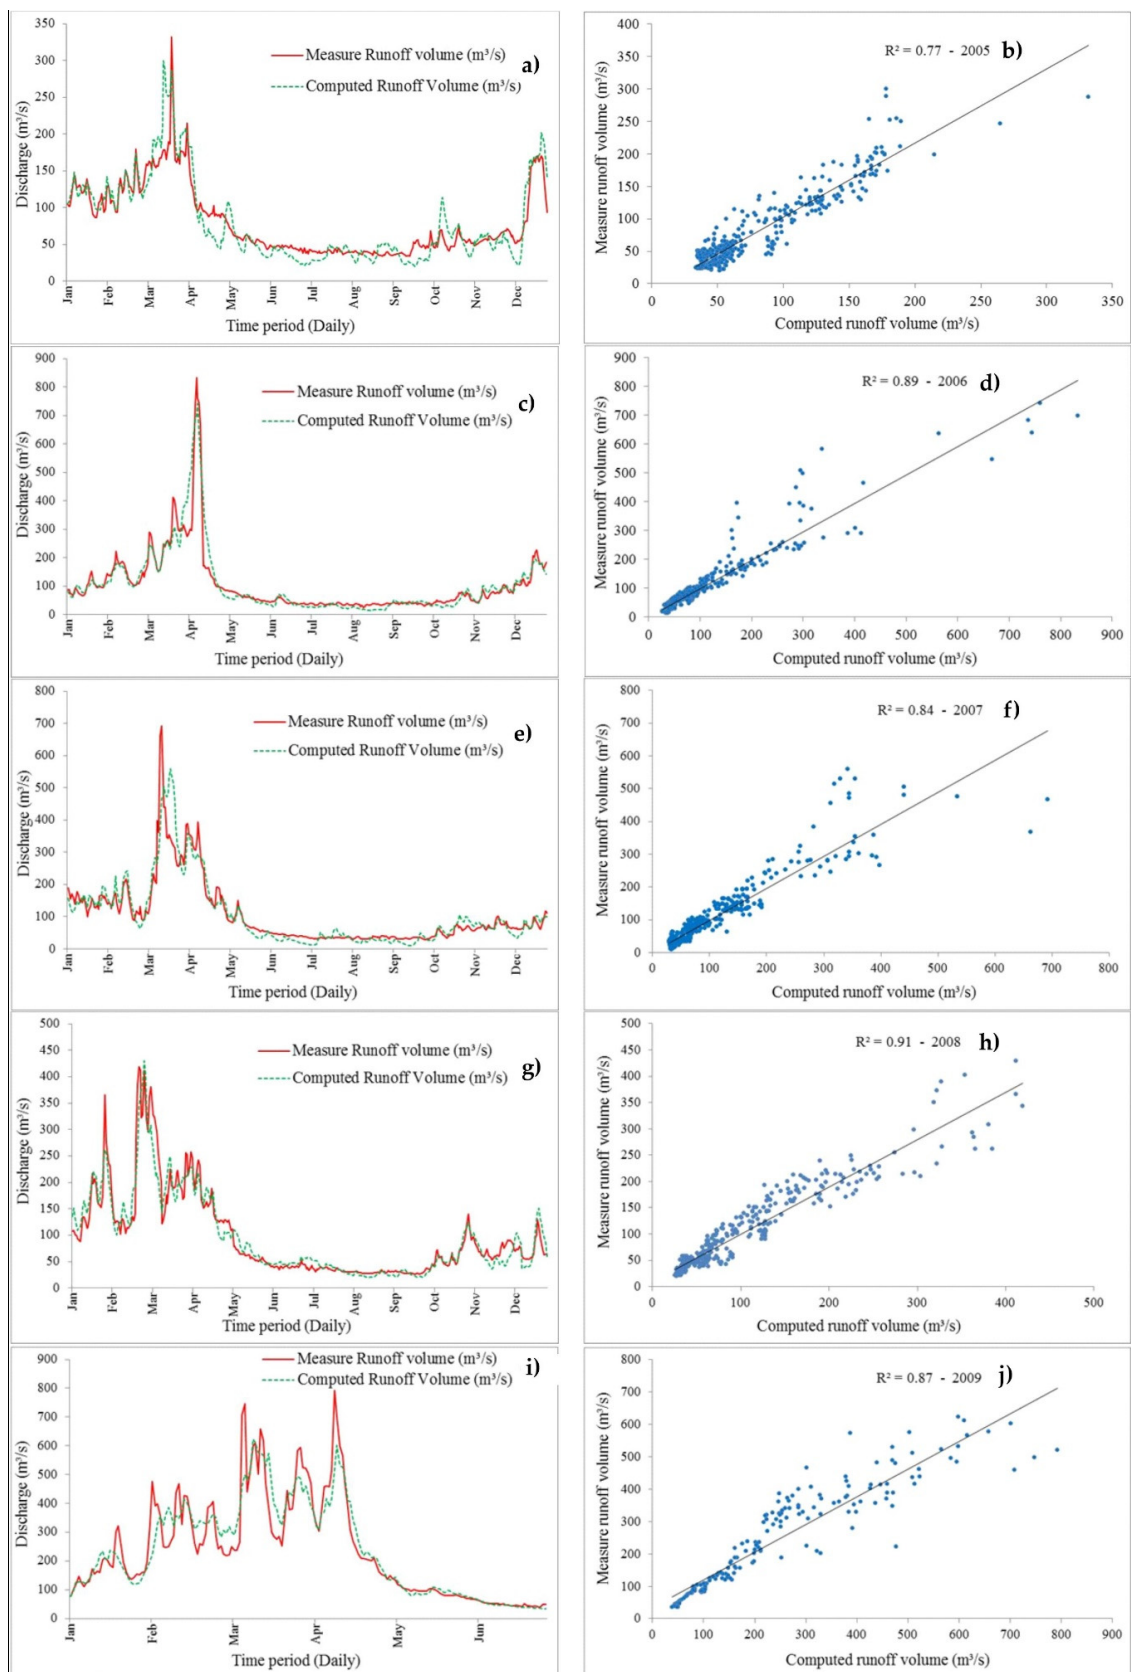 Measure Runoff volume (m³/s)
Computed Runoff Volume (m³/s)
a)
Discharge (m³/s)
350
300
250
200
150
100
50
0
Jan Feb Mar Apr May Jun Jul Aug Sep Oct Nov Dec
Time period (Daily)
R² = 0.77 - 2005
b)
Measure runoff volume (m³/s)
400
350
300
250
200
150
100
50
0
0 50 100 150 200 250 300 350
Computed runoff volume (m³/s)
Measure Runoff volume (m³/s)
Computed Runoff Volume (m³/s)
c)
Discharge (m³/s)
900
800
700
600
500
400
300
200
100
0
Jan Feb Mar Apr May Jun Jul Aug Sep Oct Nov Dec
Time period (Daily)
R² = 0.89 - 2006
d)
Measure runoff volume (m³/s)
900
800
700
600
500
400
300
200
100
0
0 100 200 300 400 500 600 700 800 900
Computed runoff volume (m³/s)
Measure Runoff volume (m³/s)
Computed Runoff Volume (m³/s)
e)
Discharge (m³/s)
800
700
600
500
400
300
200
100
0
Jan Feb Mar Apr May Jun Jul Aug Sep Oct Nov Dec
Time period (Daily)
R² = 0.84 - 2007
f)
Measure runoff volume (m³/s)
800
700
600
500
400
300
200
100
0
0 100 200 300 400 500 600 700 800
Computed runoff volume (m³/s)
Measure Runoff volume (m³/s)
Computed Runoff Volume (m³/s)
g)
Discharge (m³/s)
500
450
400
350
300
250
200
150
100
50
0
Jan Feb Mar Apr May Jun Jul Aug Sep Oct Nov Dec
Time period (Daily)
R² = 0.91 - 2008
h)
Measure runoff volume (m³/s)
500
450
400
350
300
250
200
150
100
50
0
0 100 200 300 400 500
Computed runoff volume (m³/s)
Measure Runoff volume (m³/s)
Computed Runoff Volume (m³/s)
i)
Discharge (m³/s)
900
800
700
600
500
400
300
200
100
0
Jan Feb Mar Apr May Jun
Time period (Daily)
R² = 0.87 - 2009
j)
Measure runoff volume (m³/s)
800
700
600
500
400
300
200
100
0
0 100 200 300 400 500 600 700 800 900
Computed runoff volume (m³/s)